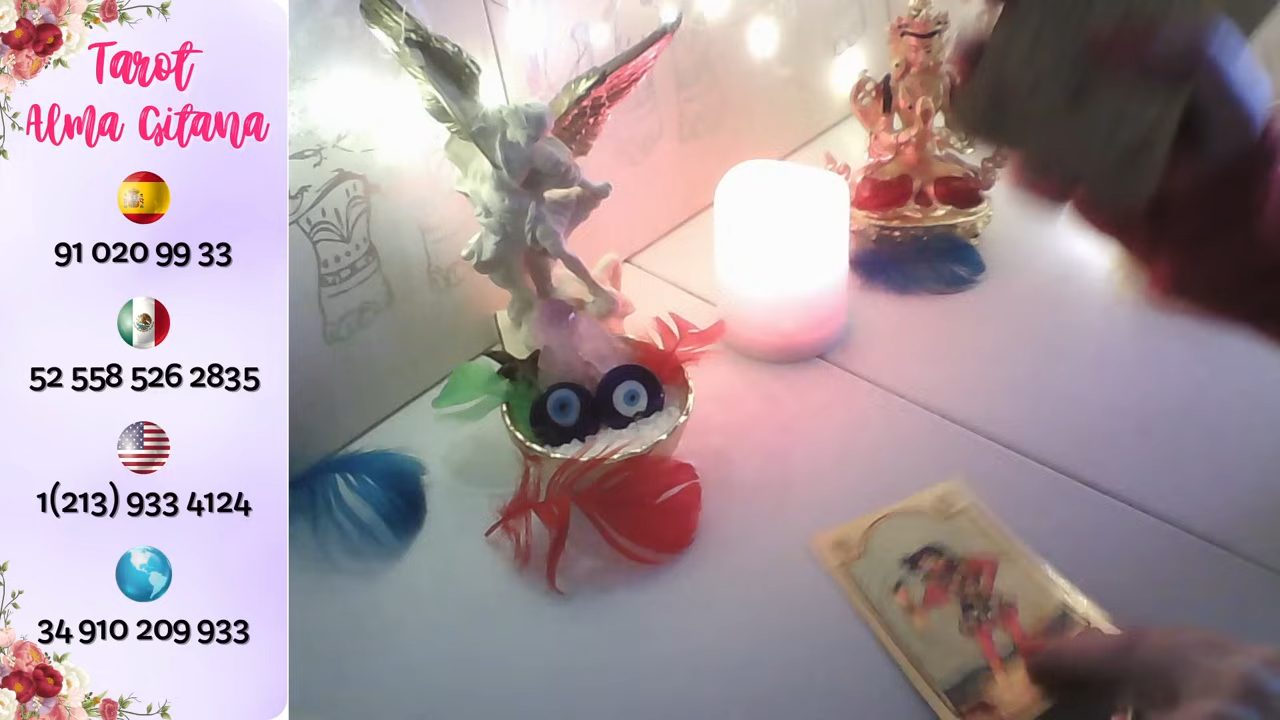 Tarot
Alma Gitana
91 020 99 33
52 558 526 2835
1(213) 933 4124
34 910 209 933